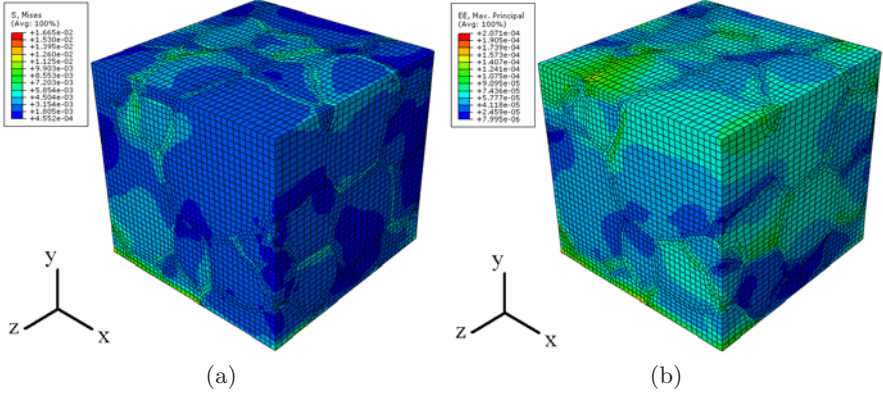 S, Mises
(Avg: 100%)
+1.665e-02
+1.530e-02
+1.395e-02
+1.260e-02
+1.125e-02
+9.903e-03
+8.553e-03
+7.203e-03
+5.854e-03
+4.504e-03
+3.154e-03
+1.805e-03
+4.552e-04
y
z
x
(a)
EE, Max. Principal
(Avg: 100%)
+2.071e-04
+1.905e-04
+1.739e-04
+1.573e-04
+1.407e-04
+1.241e-04
+1.075e-04
+9.095e-05
+7.436e-05
+5.777e-05
+4.118e-05
+2.459e-05
+7.995e-06
y
z
x
(b)